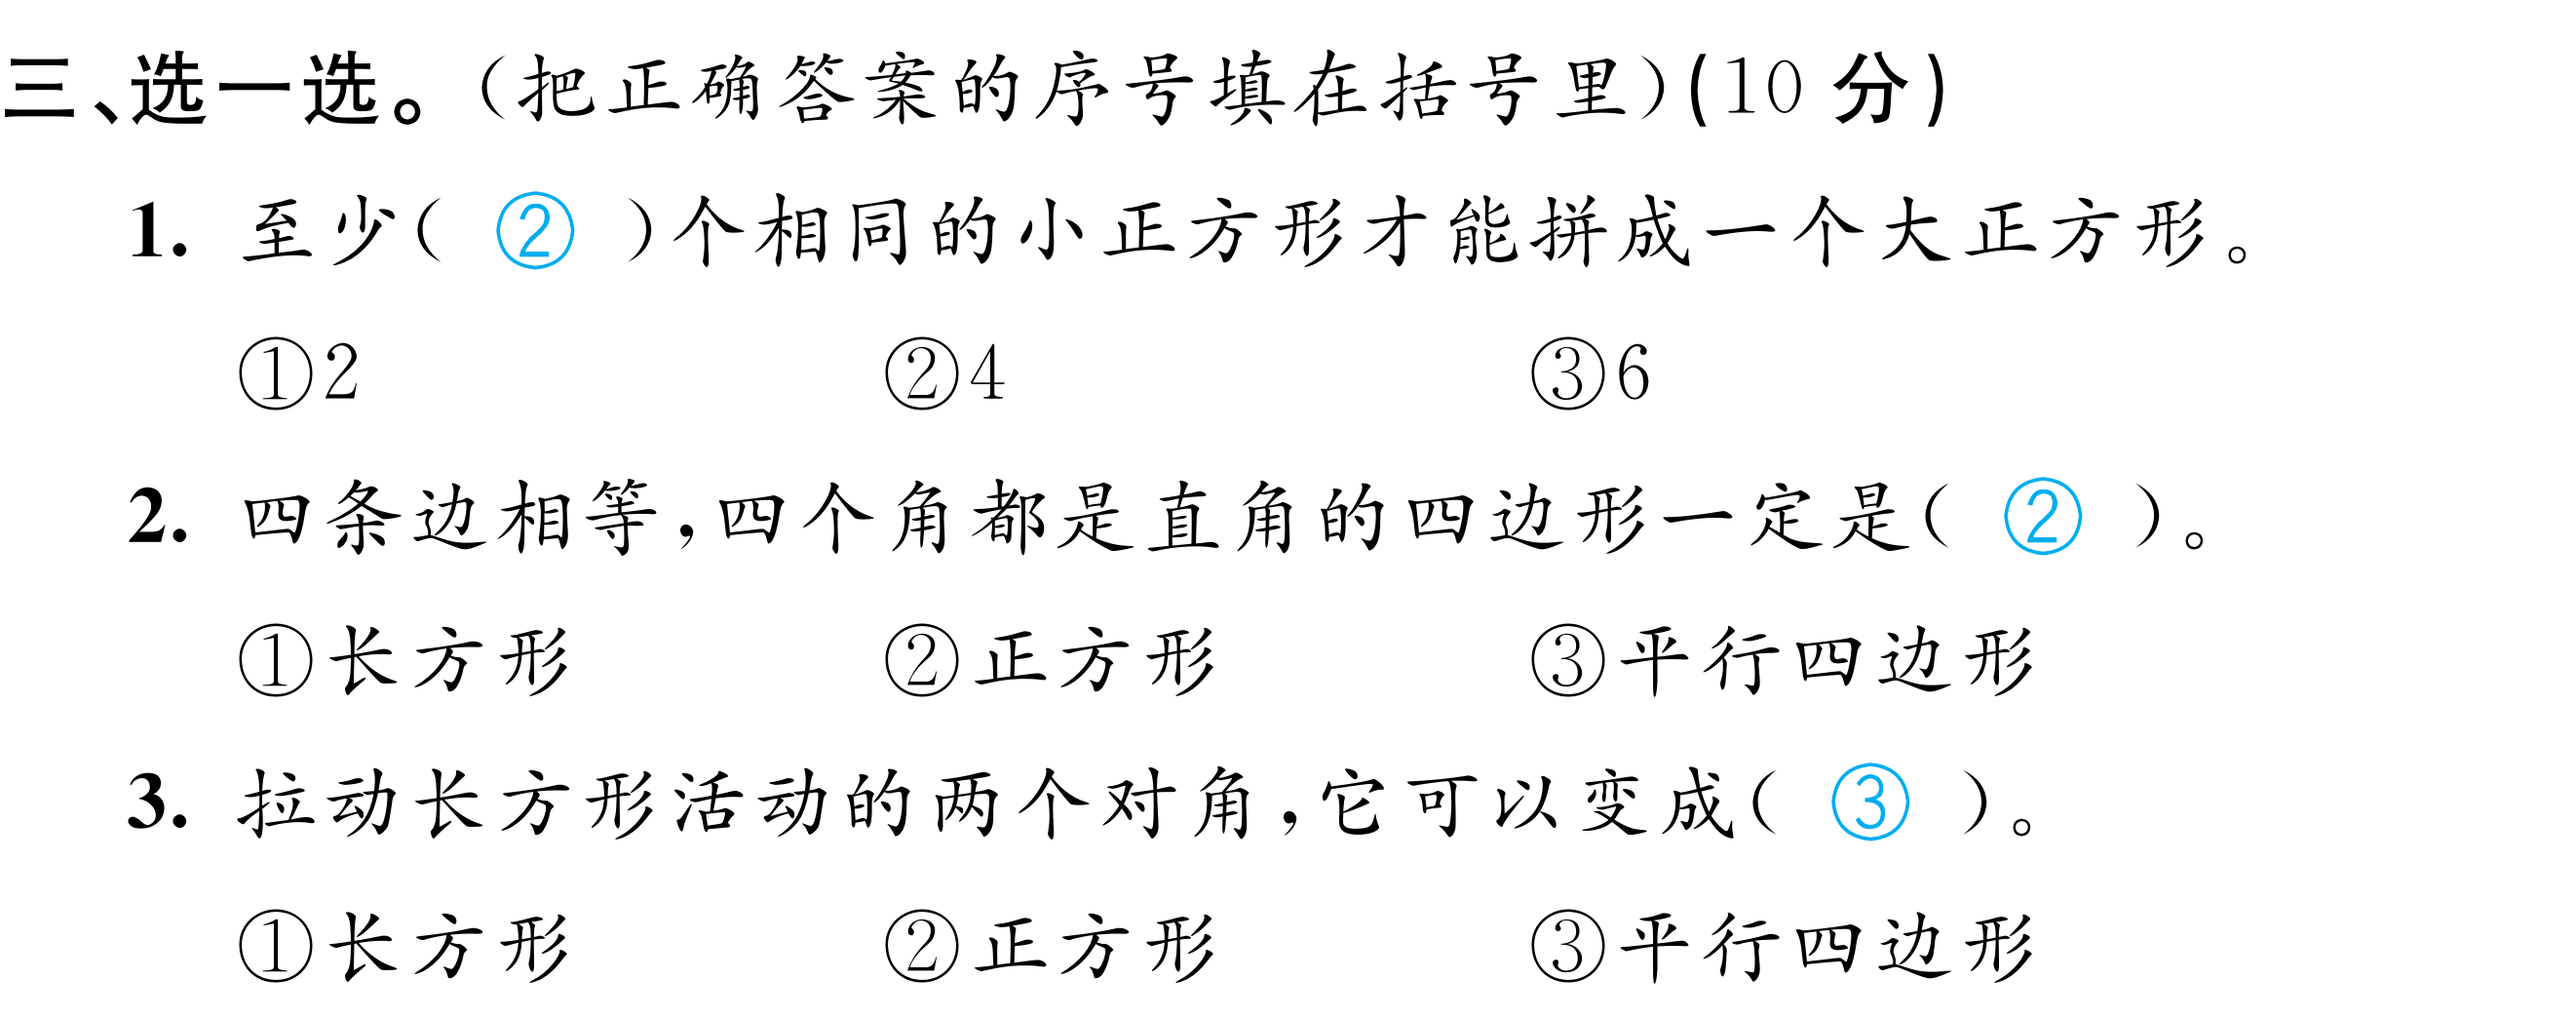 三、选一选。(把正确答案的序号填在括号里)(10 分)
1. 至少( ② )个相同的小正方形才能拼成一个大正方形。
①2 ②4 ③6
2. 四条边相等,四个角都是直角的四边形一定是( ② )。
①长方形 ②正方形 ③平行四边形
3. 拉动长方形活动的两个对角,它可以变成( ③ )。
①长方形 ②正方形 ③平行四边形